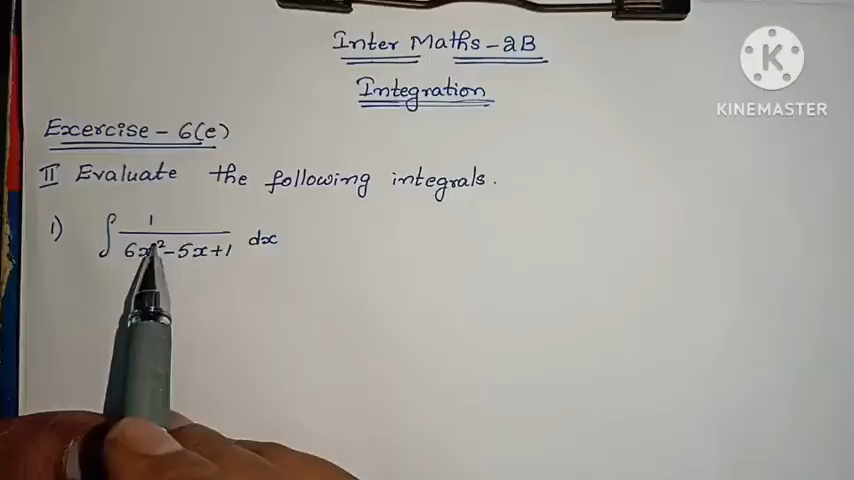 Inter Maths - 2B
Integration
KINEMASTER
Exercise - 6(e)
II Evaluate the following integrals.
1) ∫ 1/(6x²-5x+1) dx